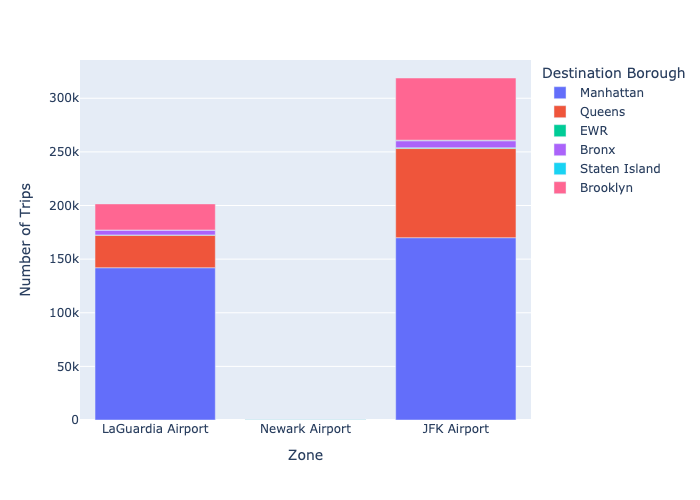 Destination Borough
Manhattan
Queens
EWR
Bronx
Staten Island
Brooklyn
Number of Trips
300k
250k
200k
150k
100k
50k
0
LaGuardia Airport
Newark Airport
JFK Airport
Zone